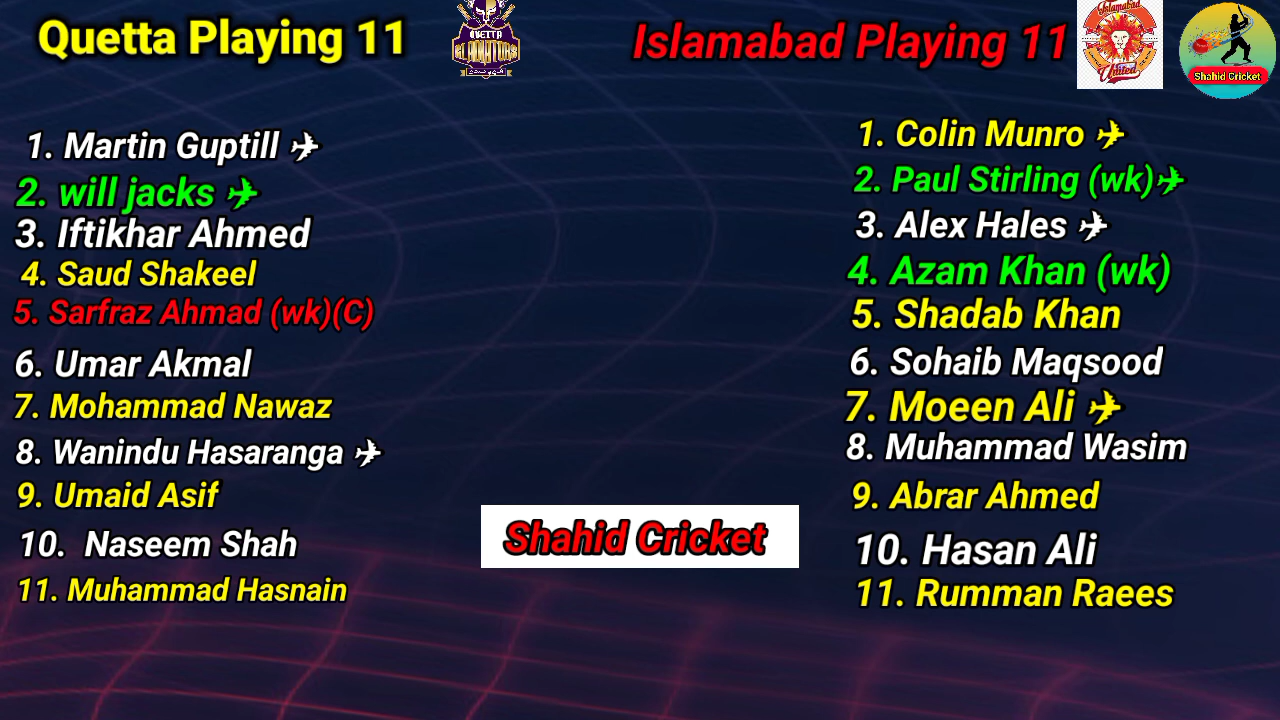 Quetta Playing 11
QUETTA
GLADIATORS
Islamabad Playing 11
Islamabad
United
Shahid Cricket
1. Martin Guptill ✈
2. will jacks ✈
3. Iftikhar Ahmed
4. Saud Shakeel
5. Sarfraz Ahmad (wk)(C)
6. Umar Akmal
7. Mohammad Nawaz
8. Wanindu Hasaranga ✈
9. Umaid Asif
10. Naseem Shah
11. Muhammad Hasnain
1. Colin Munro ✈
2. Paul Stirling (wk)✈
3. Alex Hales ✈
4. Azam Khan (wk)
5. Shadab Khan
6. Sohaib Maqsood
7. Moeen Ali ✈
8. Muhammad Wasim
9. Abrar Ahmed
10. Hasan Ali
11. Rumman Raees
Shahid Cricket